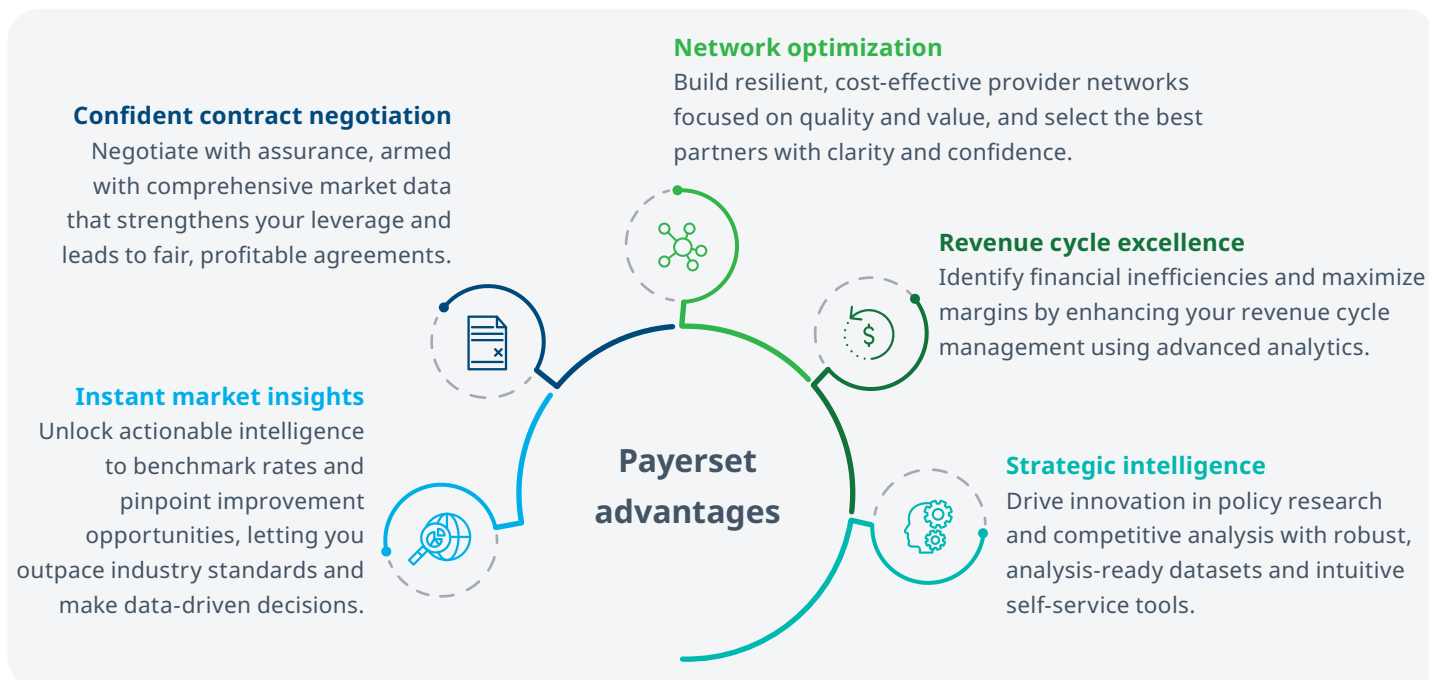 Network optimization
Build resilient, cost-effective provider networks
focused on quality and value, and select the best
partners with clarity and confidence.
Confident contract negotiation
Negotiate with assurance, armed
with comprehensive market data
that strengthens your leverage and
leads to fair, profitable agreements.
Revenue cycle excellence
Identify financial inefficiencies and maximize
margins by enhancing your revenue cycle
management using advanced analytics.
Instant market insights
Unlock actionable intelligence
to benchmark rates and
pinpoint improvement
opportunities, letting you
outpace industry standards and
make data-driven decisions.
Payerset
advantages
Strategic intelligence
Drive innovation in policy research
and competitive analysis with robust,
analysis-ready datasets and intuitive
self-service tools.
$